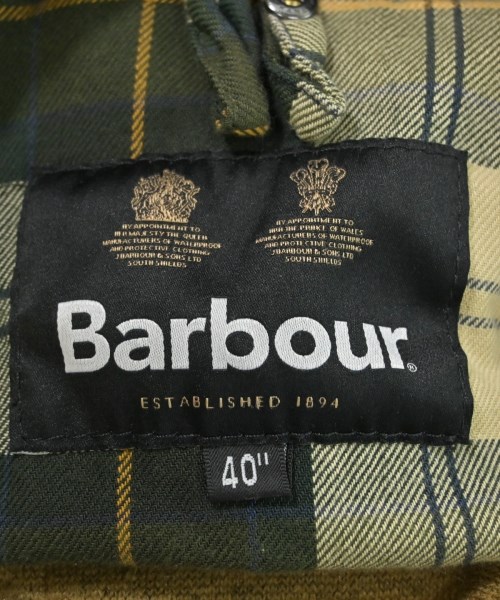 BY APPOINTMENT TO
HER MAJESTY THE QUEEN
MANUFACTURERS OF WATERPROOF
AND PROTECTIVE CLOTHING
J BARBOUR & SONS LTD
SOUTH SHIELDS
BY APPOINTMENT TO
HRH THE PRINCE OF WALES
MANUFACTURERS OF WATERPROOF
AND PROTECTIVE CLOTHING
J BARBOUR & SONS LTD
SOUTH SHIELDS
Barbour®
ESTABLISHED 1894
40"